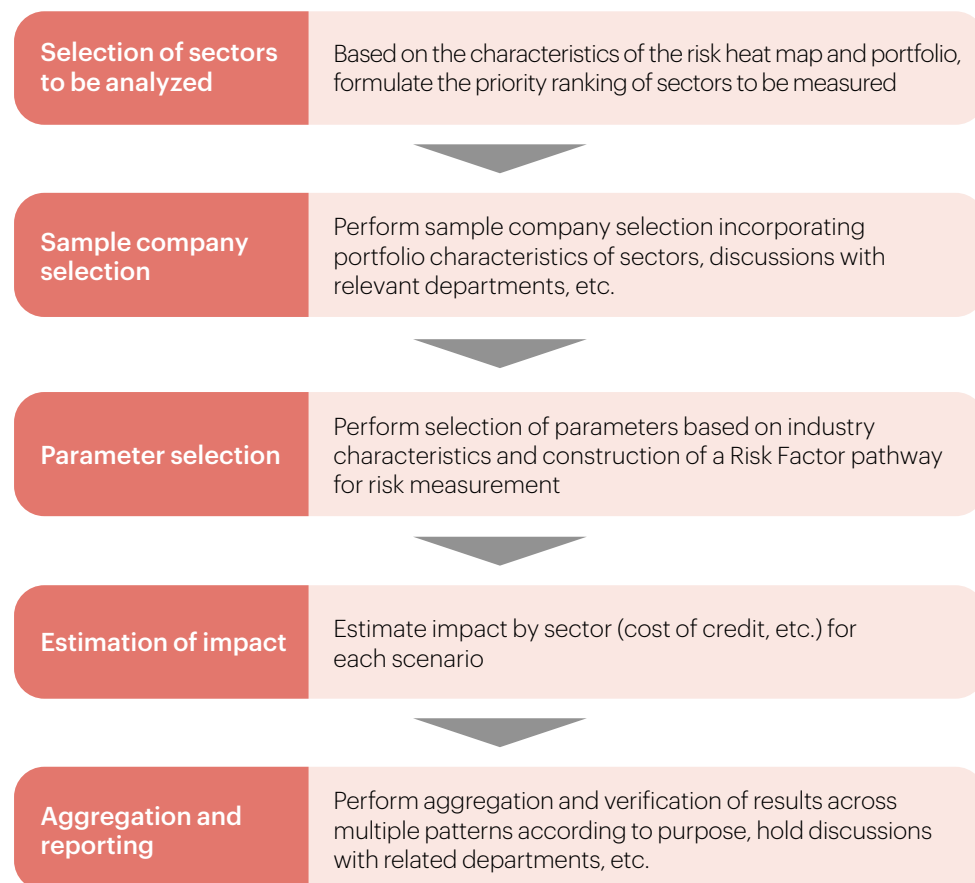 Selection of sectors
to be analyzed
Based on the characteristics of the risk heat map and portfolio,
formulate the priority ranking of sectors to be measured
Sample company
selection
Perform sample company selection incorporating
portfolio characteristics of sectors, discussions with
relevant departments, etc.
Parameter selection
Perform selection of parameters based on industry
characteristics and construction of a Risk Factor pathway
for risk measurement
Estimation of impact
Estimate impact by sector (cost of credit, etc.) for
each scenario
Aggregation and
reporting
Perform aggregation and verification of results across
multiple patterns according to purpose, hold discussions
with related departments, etc.